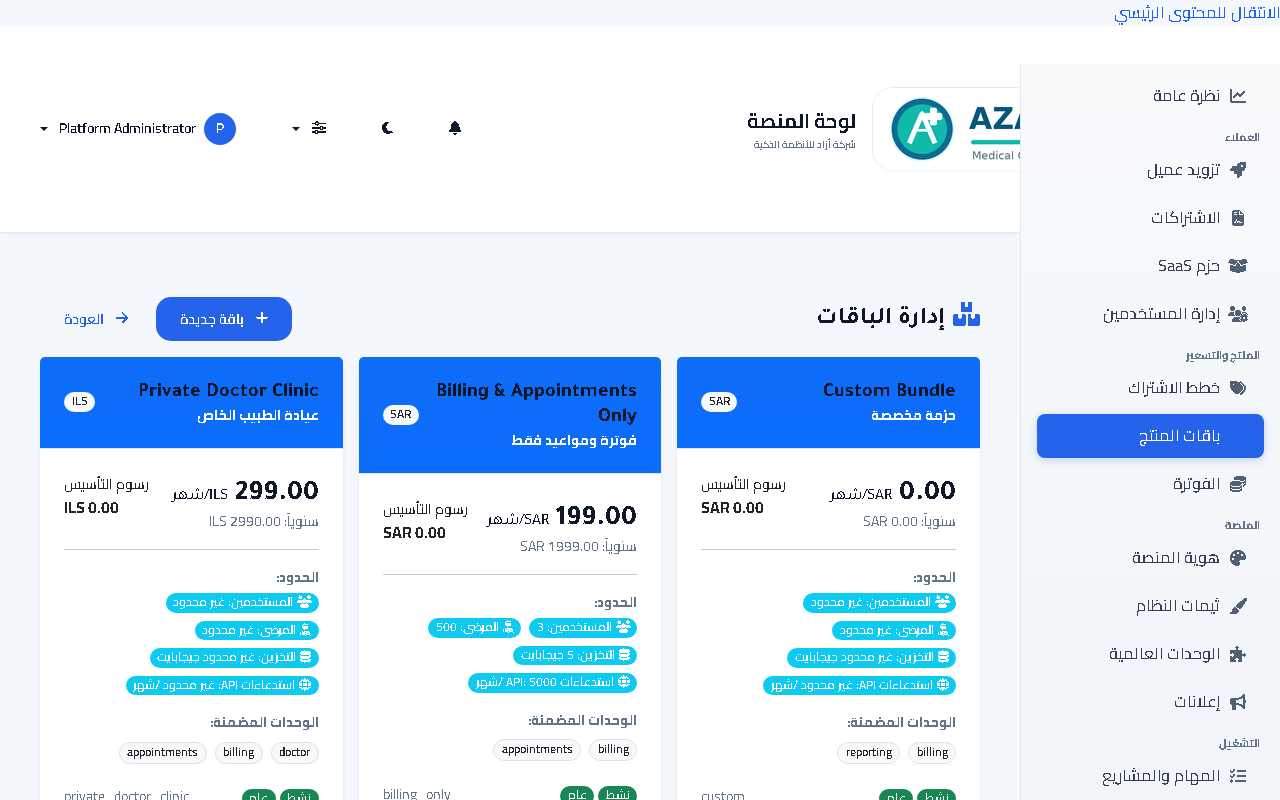 الانتقال للمحتوى الرئيسي
نظرة عامة
العملاء
تزويد عميل
الاشتراكات
حزم SaaS
إدارة المستخدمين
المنتج والتسعير
خطط الاشتراك
باقات المنتج
الفوترة
المنصة
هوية المنصة
ثيمات النظام
الوحدات العالمية
إعلانات
التشغيل
المهام والمشاريع
Medical
لوحة المنصة
شركة أزاد للأنظمة الذكية
P
Platform Administrator
إدارة الباقات
باقة جديدة
العودة
Custom Bundle
حزمة مخصصة
SAR
0.00 SAR/شهر
سنوياً: 0.00 SAR
رسوم التأسيس
0.00 SAR
الحدود:
المستخدمين: غير محدود
المرضى: غير محدود
التخزين: غير محدود جيجابايت
استدعاءات API: غير محدود /شهر
الوحدات المضمنة:
billing
reporting
نشط
عام
custom
Billing & Appointments Only
فوترة ومواعيد فقط
SAR
199.00 SAR/شهر
سنوياً: 1999.00 SAR
رسوم التأسيس
0.00 SAR
الحدود:
المستخدمين: 3
المرضى: 500
التخزين: 5 جيجابايت
استدعاءات API: 5000 /شهر
الوحدات المضمنة:
billing
appointments
نشط
عام
billing_only
Private Doctor Clinic
عيادة الطبيب الخاص
ILS
299.00 ILS/شهر
سنوياً: 2990.00 ILS
رسوم التأسيس
0.00 ILS
الحدود:
المستخدمين: غير محدود
المرضى: غير محدود
التخزين: غير محدود جيجابايت
استدعاءات API: غير محدود /شهر
الوحدات المضمنة:
doctor
billing
appointments
نشط
عام
private_doctor_clinic